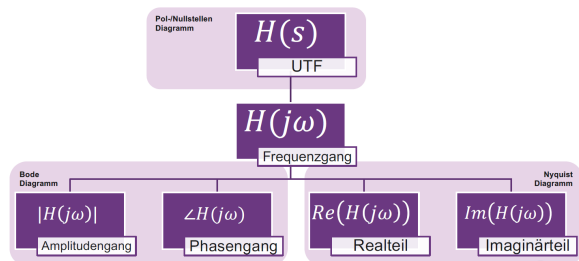 Pol-/Nullstellen
Diagramm
H(s)
UTF
H(jω)
Frequenzgang
Bode
Diagramm
Nyquist
Diagramm
|H(jω)|
Amplitudengang
∠H(jω)
Phasengang
Re(H(jω))
Realteil
Im(H(jω))
Imaginärteil